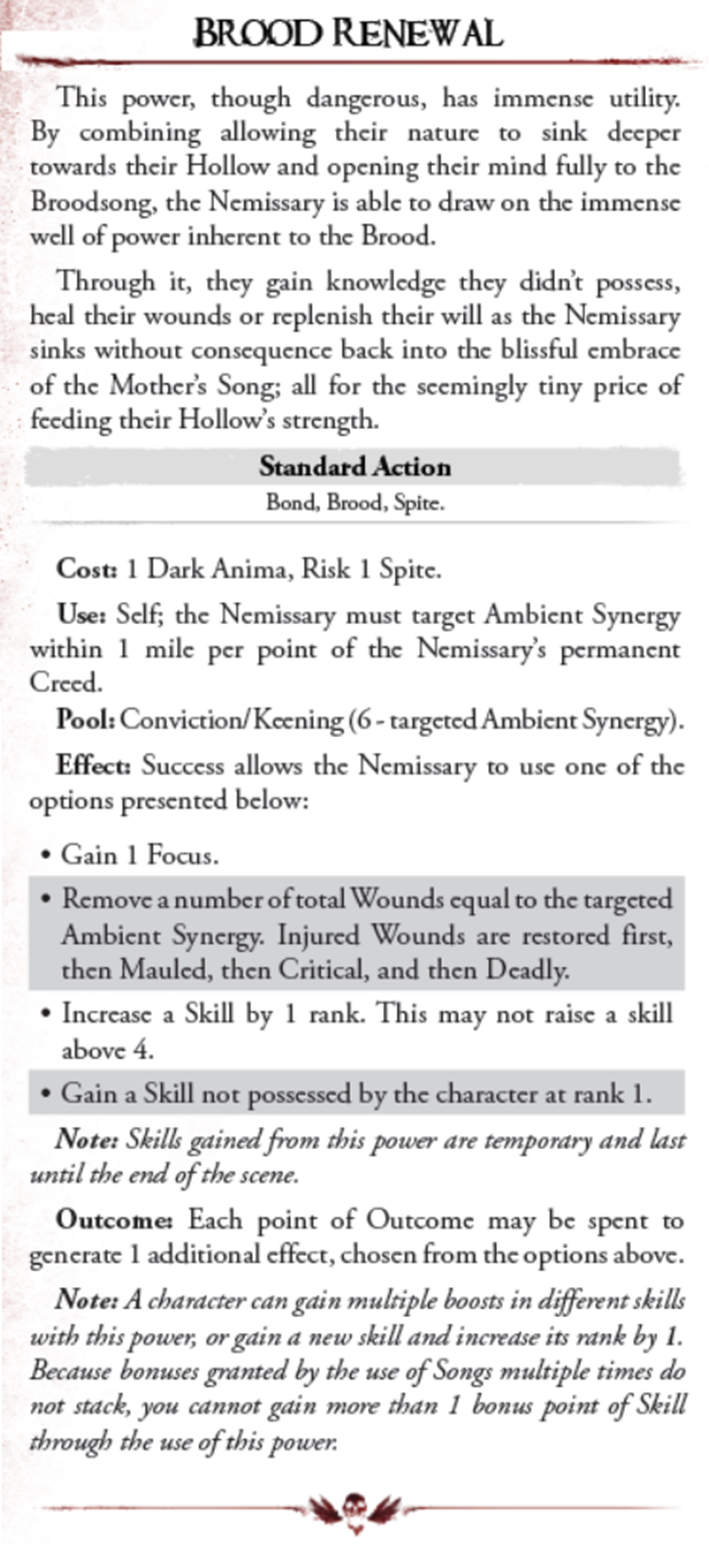 BROOD RENEWAL
This power, though dangerous, has immense utility.
By combining allowing their nature to sink deeper
towards their Hollow and opening their mind fully to the
Broodsong, the Nemissary is able to draw on the immense
well of power inherent to the Brood.
Through it, they gain knowledge they didn't possess,
heal their wounds or replenish their will as the Nemissary
sinks without consequence back into the blissful embrace
of the Mother's Song; all for the seemingly tiny price of
feeding their Hollow's strength.
Standard Action
Bond, Brood, Spite.
Cost: 1 Dark Anima, Risk 1 Spite.
Use: Self; the Nemissary must target Ambient Synergy
within 1 mile per point of the Nemissary's permanent
Creed.
Pool: Conviction/Keening (6 - targeted Ambient Synergy).
Effect: Success allows the Nemissary to use one of the
options presented below:
• Gain 1 Focus.
• Remove a number of total Wounds equal to the targeted
Ambient Synergy. Injured Wounds are restored first,
then Mauled, then Critical, and then Deadly.
• Increase a Skill by 1 rank. This may not raise a skill
above 4.
• Gain a Skill not possessed by the character at rank 1.
Note: Skills gained from this power are temporary and last
until the end of the scene.
Outcome: Each point of Outcome may be spent to
generate 1 additional effect, chosen from the options above.
Note: A character can gain multiple boosts in different skills
with this power, or gain a new skill and increase its rank by 1.
Because bonuses granted by the use of Songs multiple times do
not stack, you cannot gain more than 1 bonus point of Skill
through the use of this power.